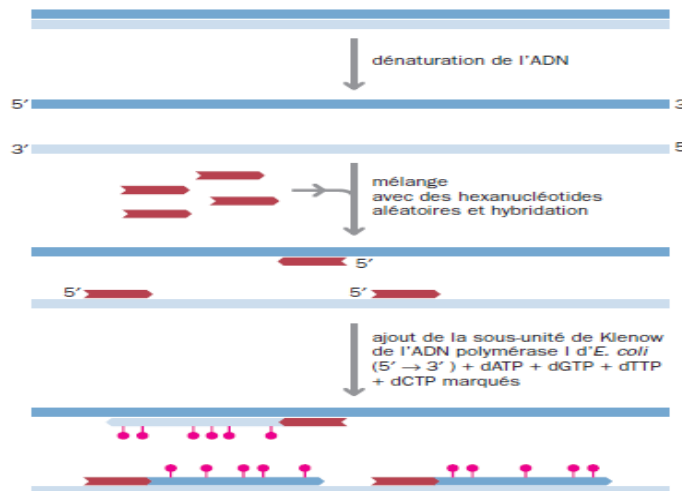 dénaturation de l'ADN
5′
3′
5′
mélange
avec des hexanucléotides
aléatoires et hybridation
5′
5′
5′
ajout de la sous-unité de Klenow
de l'ADN polymérase I d'E. coli
(5′ → 3′ ) + dATP + dGTP + dTTP
+ dCTP marqués